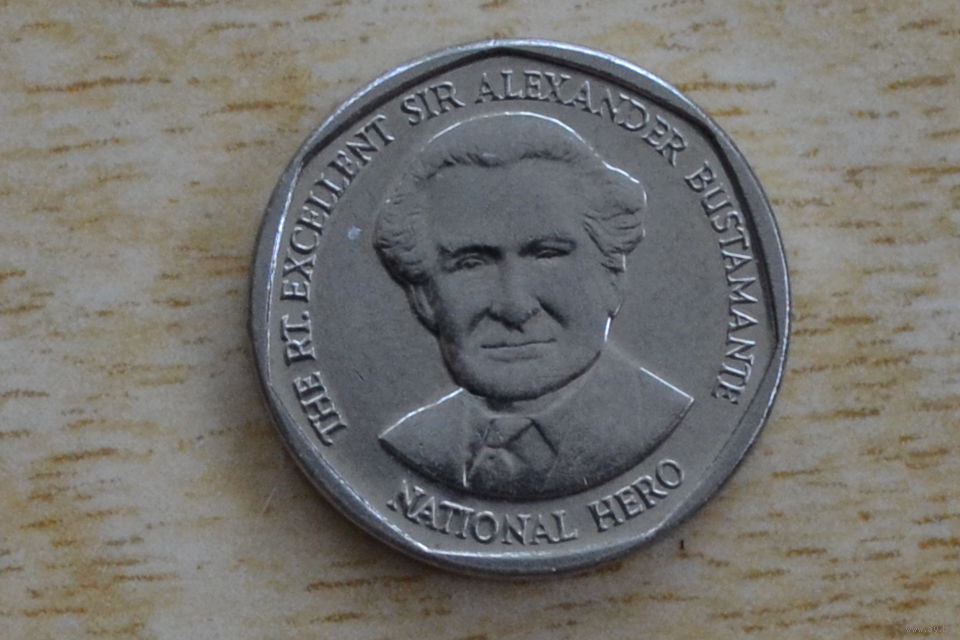 THE RT. EXCELLENT SIR ALEXANDER BUSTAMANTE
NATIONAL HERO